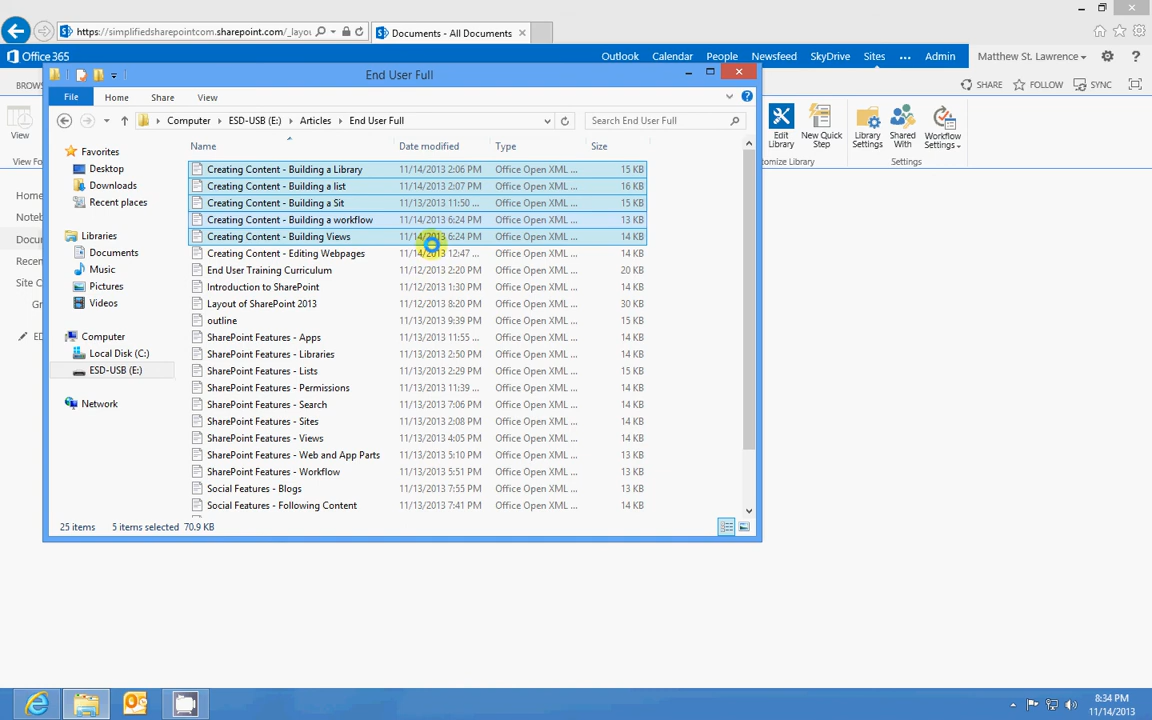 https://simplifiedsharepointcom.sharepoint.com/_layou
Documents - All Documents
Office 365
Outlook
Calendar
People
Newsfeed
SkyDrive
Sites
Admin
Matthew St. Lawrence
?
BROWS
SHARE
FOLLOW
SYNC
End User Full
File
Home
Share
View
Computer
ESD-USB (E:)
Articles
End User Full
Search End User Full
View
Edit Library
New Quick Step
Library Settings
Shared With
Workflow Settings
View Fo
tomize Library
Settings
Name
Date modified
Type
Size
Favorites
Desktop
Downloads
Recent places
Libraries
Documents
Music
Pictures
Videos
Computer
Local Disk (C:)
ESD-USB (E:)
Network
Creating Content - Building a Library 11/14/2013 2:06 PM Office Open XML ... 15 KB
Creating Content - Building a list 11/14/2013 2:07 PM Office Open XML ... 16 KB
Creating Content - Building a Sit 11/13/2013 11:50 ... Office Open XML ... 15 KB
Creating Content - Building a workflow 11/14/2013 6:24 PM Office Open XML ... 13 KB
Creating Content - Building Views 11/14/2013 6:24 PM Office Open XML ... 14 KB
Creating Content - Editing Webpages 11/14/2013 12:47 ... Office Open XML ... 14 KB
End User Training Curriculum 11/12/2013 2:20 PM Office Open XML ... 20 KB
Introduction to SharePoint 11/12/2013 1:30 PM Office Open XML ... 14 KB
Layout of SharePoint 2013 11/12/2013 8:20 PM Office Open XML ... 30 KB
outline 11/13/2013 9:39 PM Office Open XML ... 15 KB
SharePoint Features - Apps 11/13/2013 11:55 ... Office Open XML ... 14 KB
SharePoint Features - Libraries 11/13/2013 2:50 PM Office Open XML ... 14 KB
SharePoint Features - Lists 11/13/2013 2:29 PM Office Open XML ... 15 KB
SharePoint Features - Permissions 11/13/2013 11:39 ... Office Open XML ... 14 KB
SharePoint Features - Search 11/13/2013 7:06 PM Office Open XML ... 14 KB
SharePoint Features - Sites 11/13/2013 2:08 PM Office Open XML ... 14 KB
SharePoint Features - Views 11/13/2013 4:05 PM Office Open XML ... 14 KB
SharePoint Features - Web and App Parts 11/13/2013 5:10 PM Office Open XML ... 13 KB
SharePoint Features - Workflow 11/13/2013 5:51 PM Office Open XML ... 13 KB
Social Features - Blogs 11/13/2013 7:55 PM Office Open XML ... 13 KB
Social Features - Following Content 11/13/2013 7:41 PM Office Open XML ... 14 KB
Home
Noteb
Docu
Recen
Site C
Gr
ED
25 items
5 items selected 70.9 KB
8:34 PM
11/14/2013